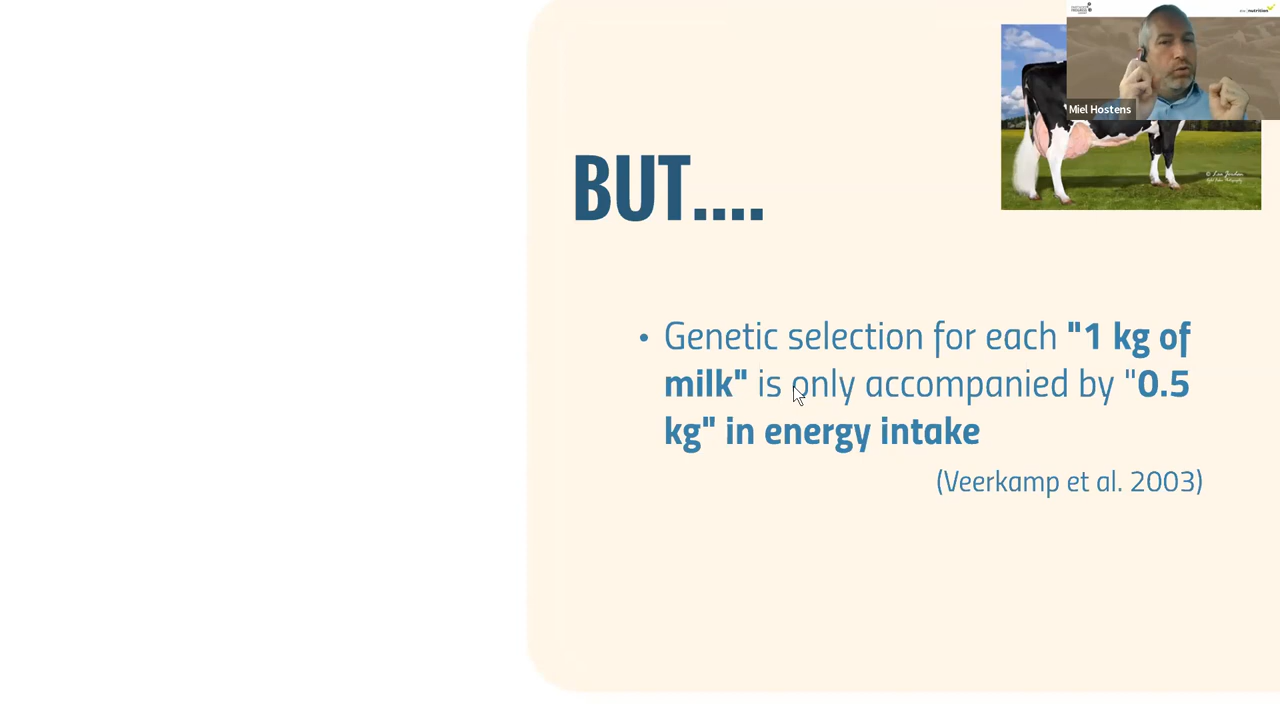 nutrition
Miel Hostens
BUT....
• Genetic selection for each "1 kg of
milk" is only accompanied by "0.5
kg" in energy intake
(Veerkamp et al. 2003)